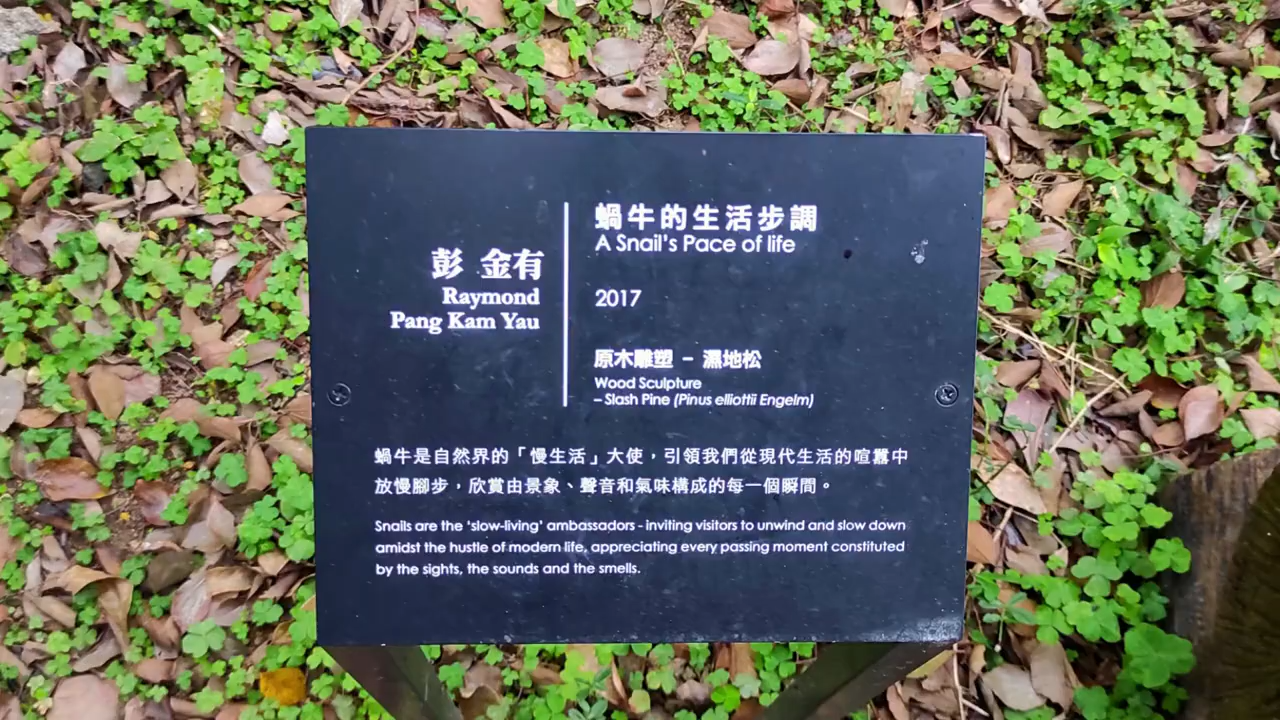 彭 金有
Raymond
Pang Kam Yau
蝸牛的生活步調
A Snail's Pace of life
2017
原木雕塑 – 濕地松
Wood Sculpture
– Slash Pine (Pinus elliottii Engelm)
蝸牛是自然界的「慢生活」大使，引領我們從現代生活的喧囂中
放慢腳步，欣賞由景象、聲音和氣味構成的每一個瞬間。
Snails are the ‘slow-living’ ambassadors - inviting visitors to unwind and slow down
amidst the hustle of modern life, appreciating every passing moment constituted
by the sights, the sounds and the smells.